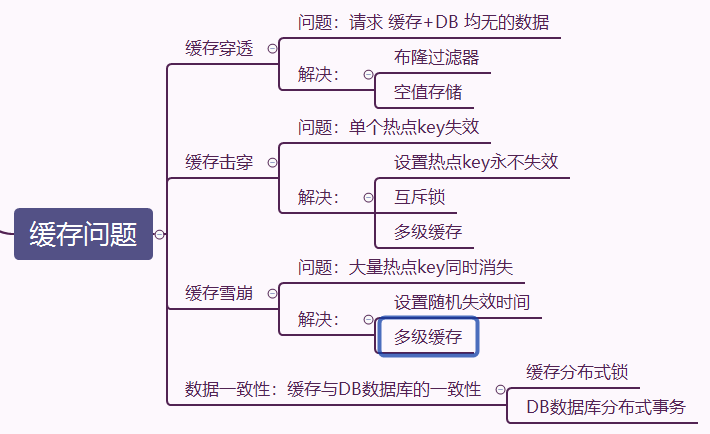 缓存问题
缓存穿透
问题：请求 缓存+DB 均无的数据
解决：
布隆过滤器
空值存储
缓存击穿
问题：单个热点key失效
解决：
设置热点key永不失效
互斥锁
多级缓存
缓存雪崩
问题：大量热点key同时消失
解决：
设置随机失效时间
多级缓存
数据一致性：缓存与DB数据库的一致性
缓存分布式锁
DB数据库分布式事务